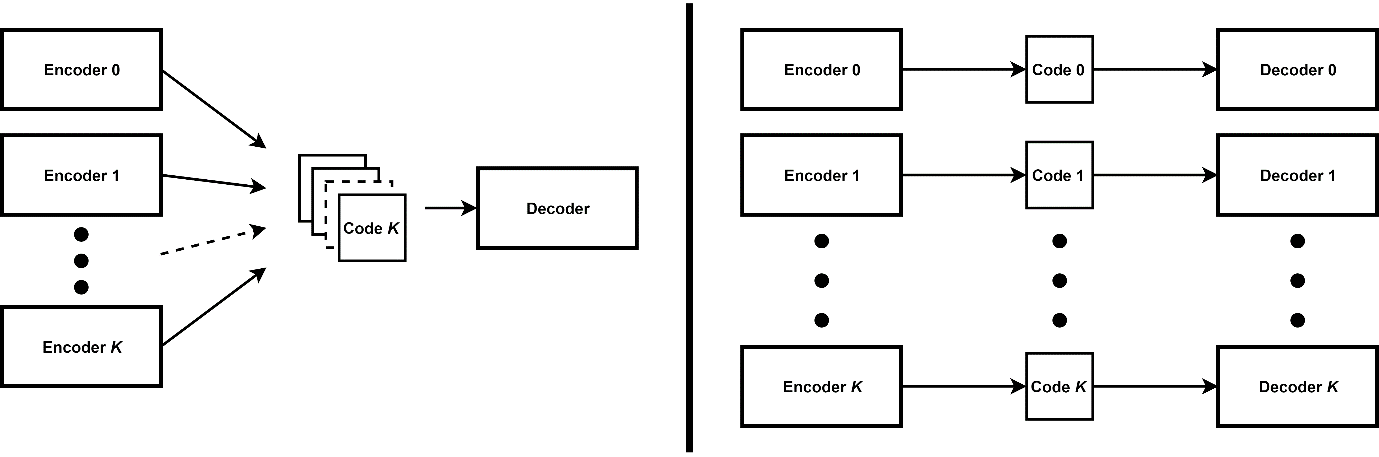 Encoder 0
Encoder 1
Encoder K
Code K
Decoder
Encoder 0
Code 0
Decoder 0
Encoder 1
Code 1
Decoder 1
Encoder K
Code K
Decoder K